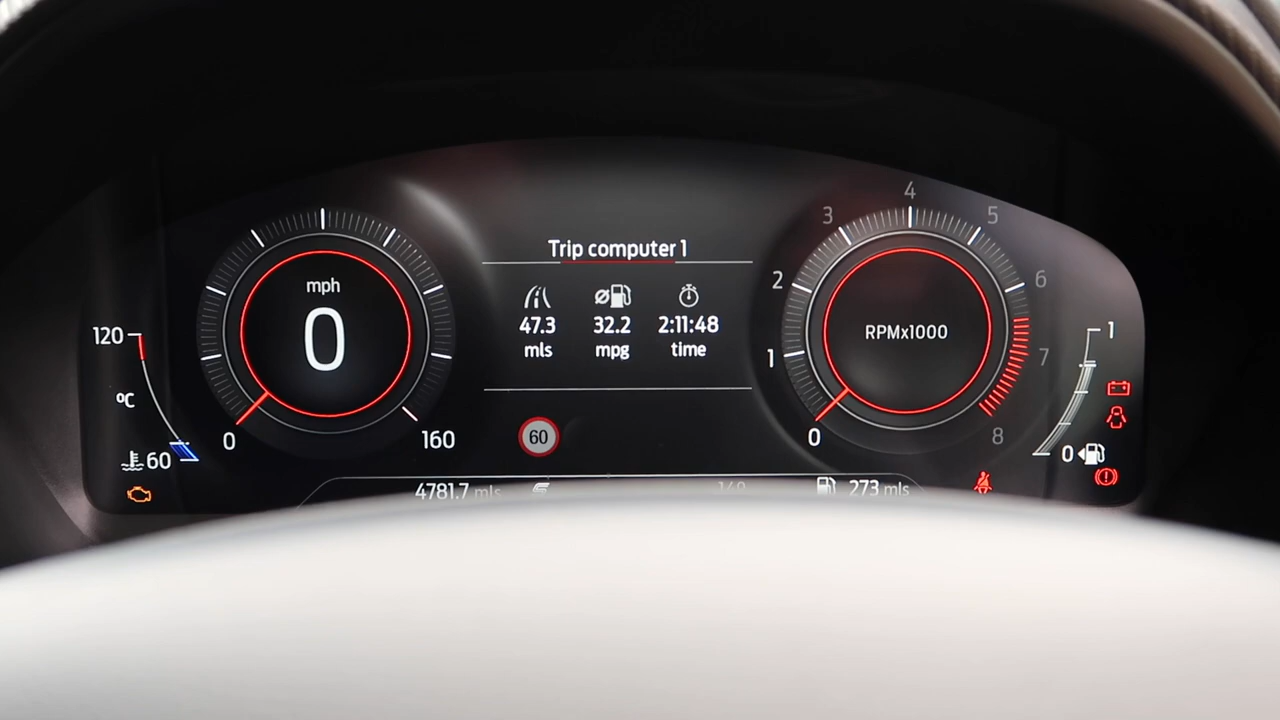 Trip computer 1
47.3 32.2 2:11:48
mls mpg time
mph
0
0 160
120
°C
60
60
RPMx1000
0 1 2 3 4 5 6 7 8
1
0
4781.7 mls
273 mls